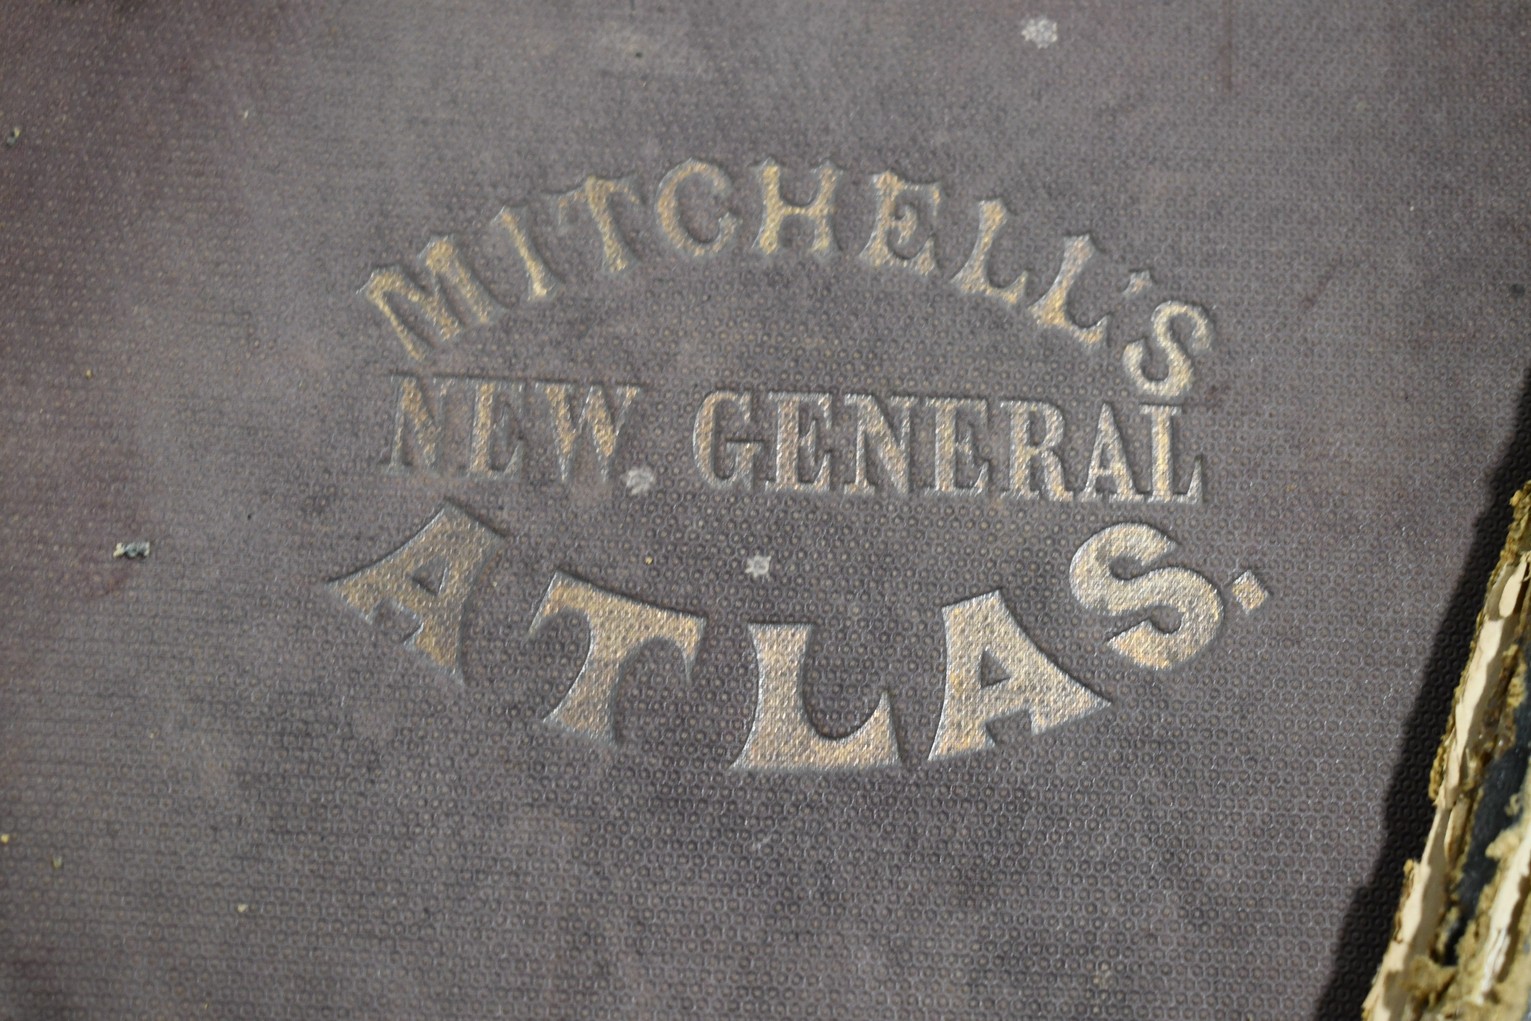 MITCHELL'S
NEW GENERAL
ATLAS.